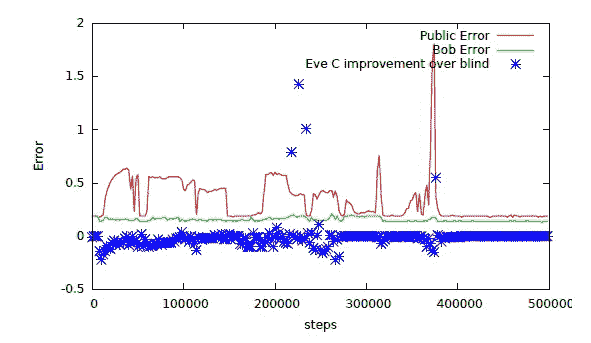 2
Public Error
Bob Error
1.5
Eve C improvement over blind
1
Error
0.5
0
-0.5
0 100000 200000 300000 400000 500000
steps